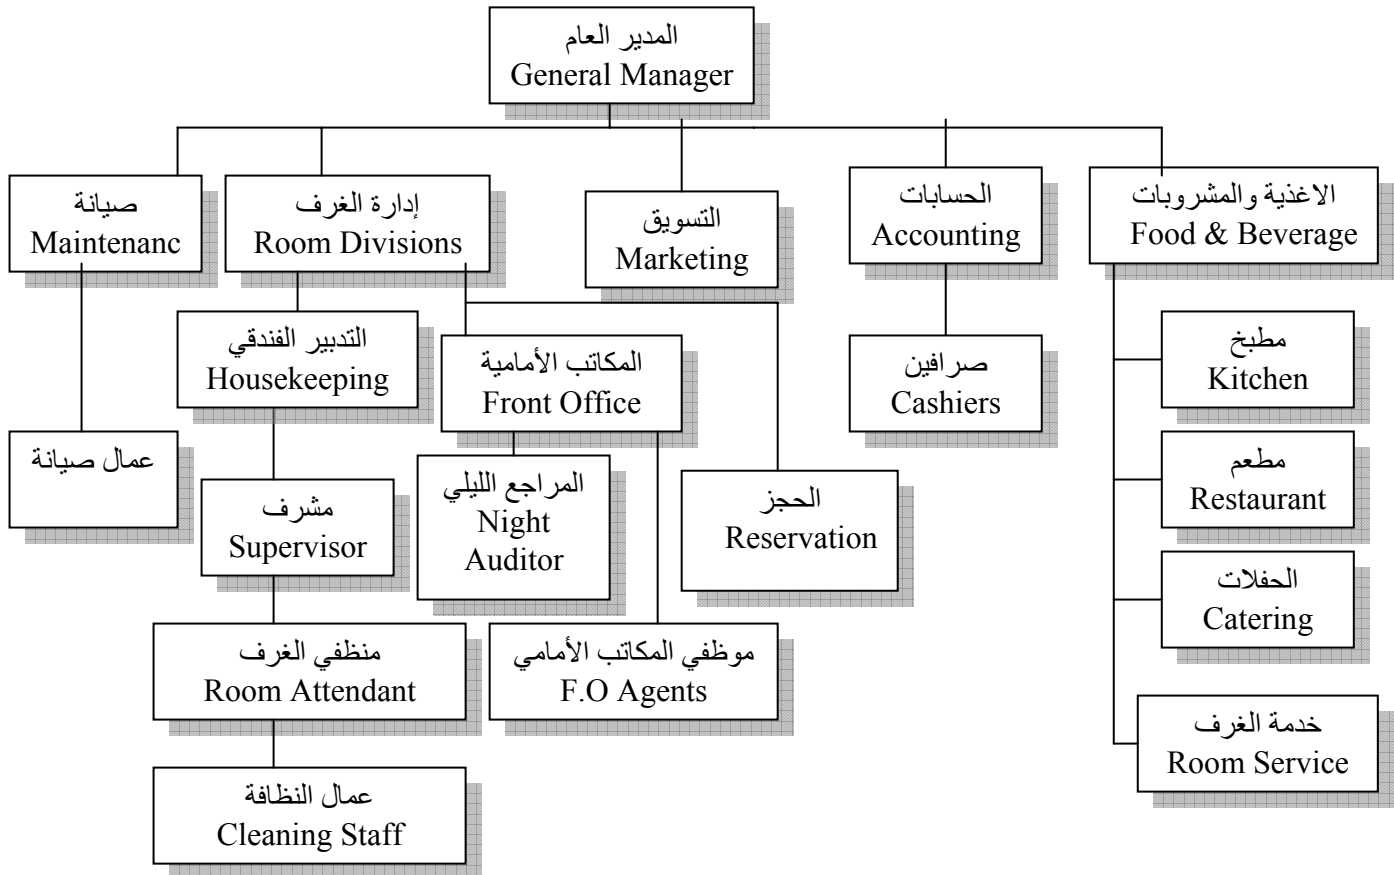 المدير العام
General Manager
صيانة
Maintenanc
إدارة الغرف
Room Divisions
التسويق
Marketing
الحسابات
Accounting
الاغذية والمشروبات
Food & Beverage
التدبير الفندقي
Housekeeping
المكاتب الأمامية
Front Office
صرافين
Cashiers
مطبخ
Kitchen
عمال صيانة
مشرف
Supervisor
المراجع الليلي
Night
Auditor
الحجز
Reservation
مطعم
Restaurant
الحفلات
Catering
منظفي الغرف
Room Attendant
موظفي المكاتب الأمامي
F.O Agents
خدمة الغرف
Room Service
عمال النظافة
Cleaning Staff